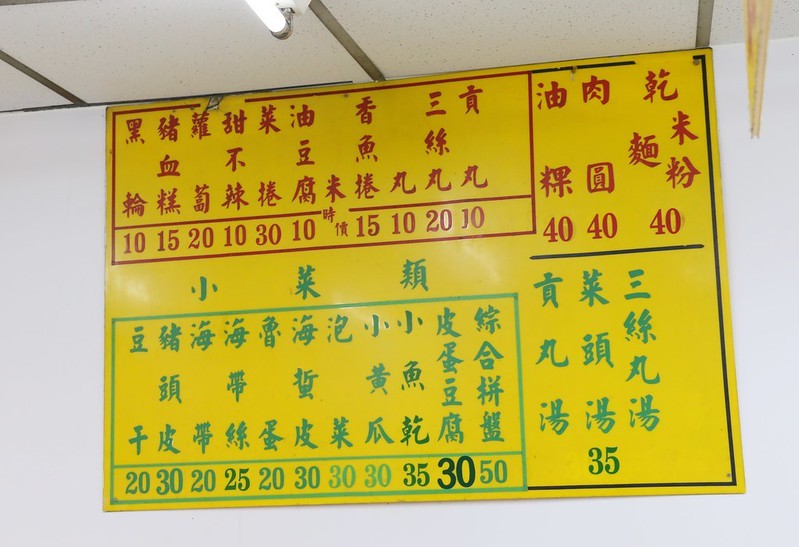 乾 米粉 麵 40
肉圓 40
油粿 40
貢丸 10
三絲丸 20
丸 10
香魚捲 15
米 時價
油豆腐 10
菜捲 30
甜不辣 10
蘿蔔 20
豬血糕 15
黑輪 10
三絲丸湯
菜頭湯 35
貢丸湯
小菜類
綜合拼盤 50
皮蛋豆腐 30
小魚乾 35
小黃瓜 30
泡菜 30
海蜇皮 30
魯蛋 20
海帶絲 25
海帶 20
豬頭皮 30
豆干 20